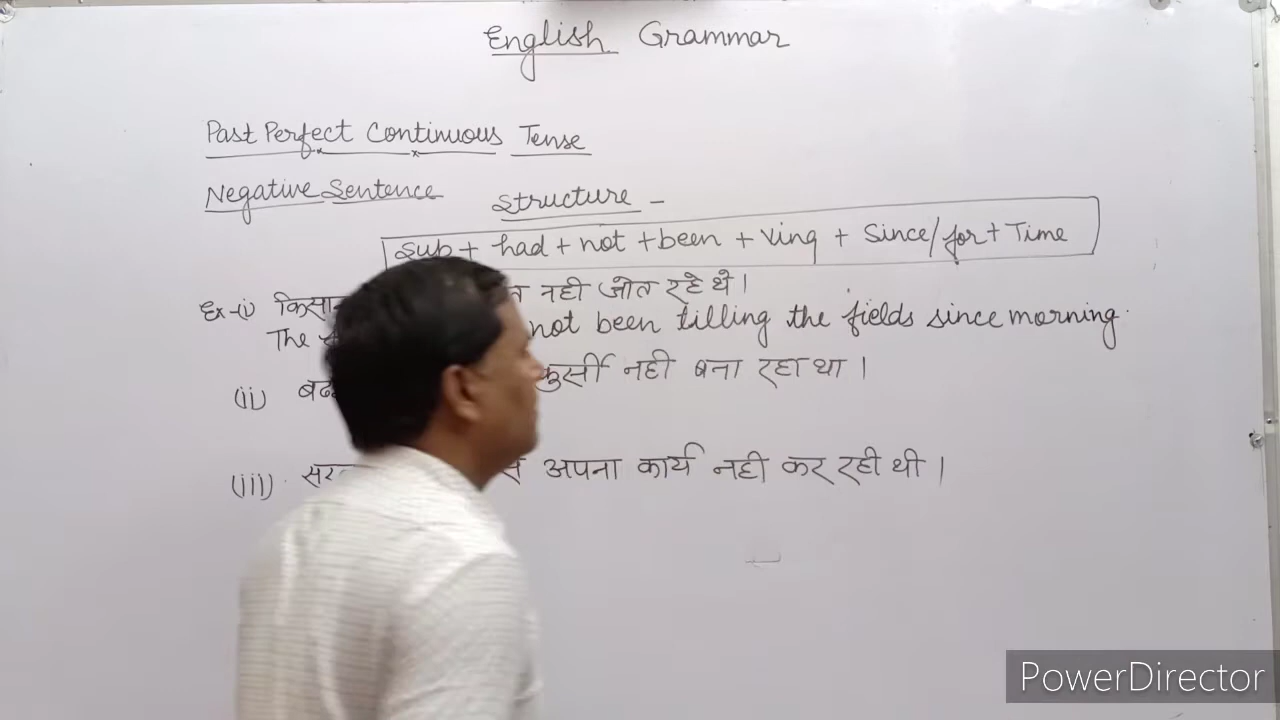 English Grammar
Past Perfect Continuous Tense
Negative Sentence Structure -
sub + had + not + been + Ving + Since/for + Time
Ex-(i) नही जोत रहे थे।
The not been tilling the fields since morning.
(ii) कुर्सी नही बना रहा था।
(iii) अपना कार्य नही कर रही थी।
PowerDirector